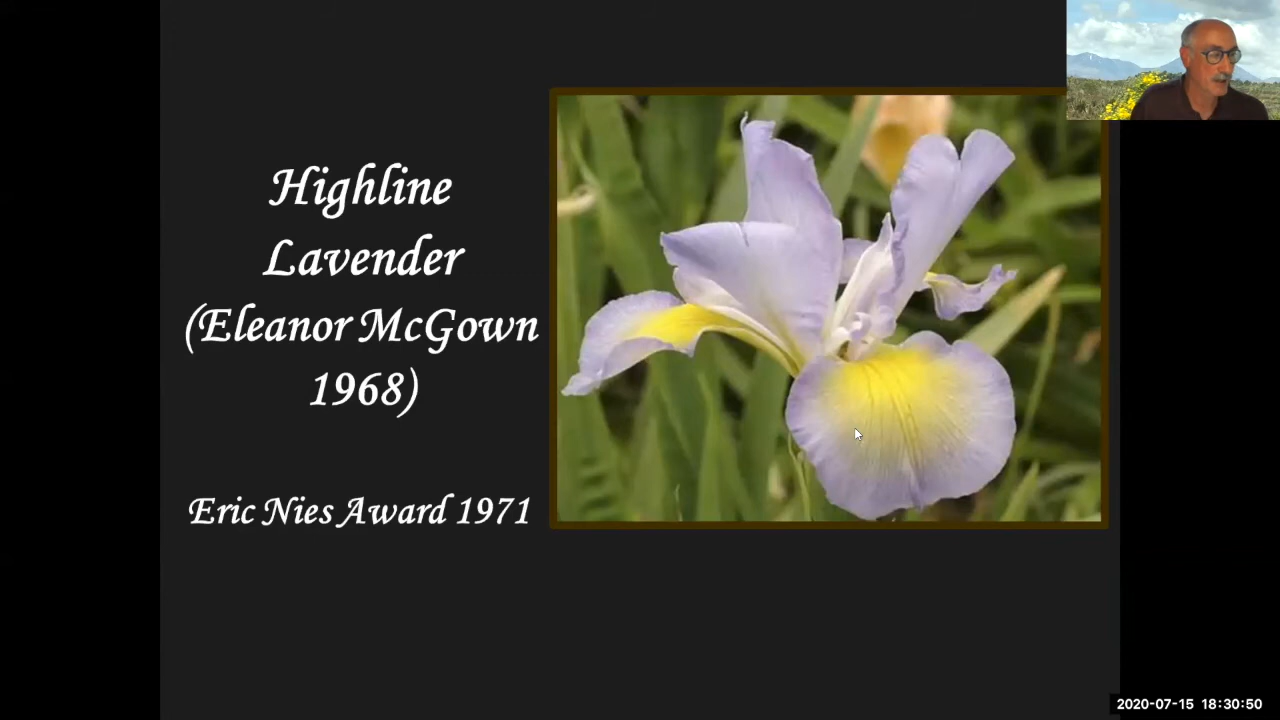 Highline
Lavender
(Eleanor McGown
1968)
Eric Nies Award 1971
2020-07-15 18:30:50